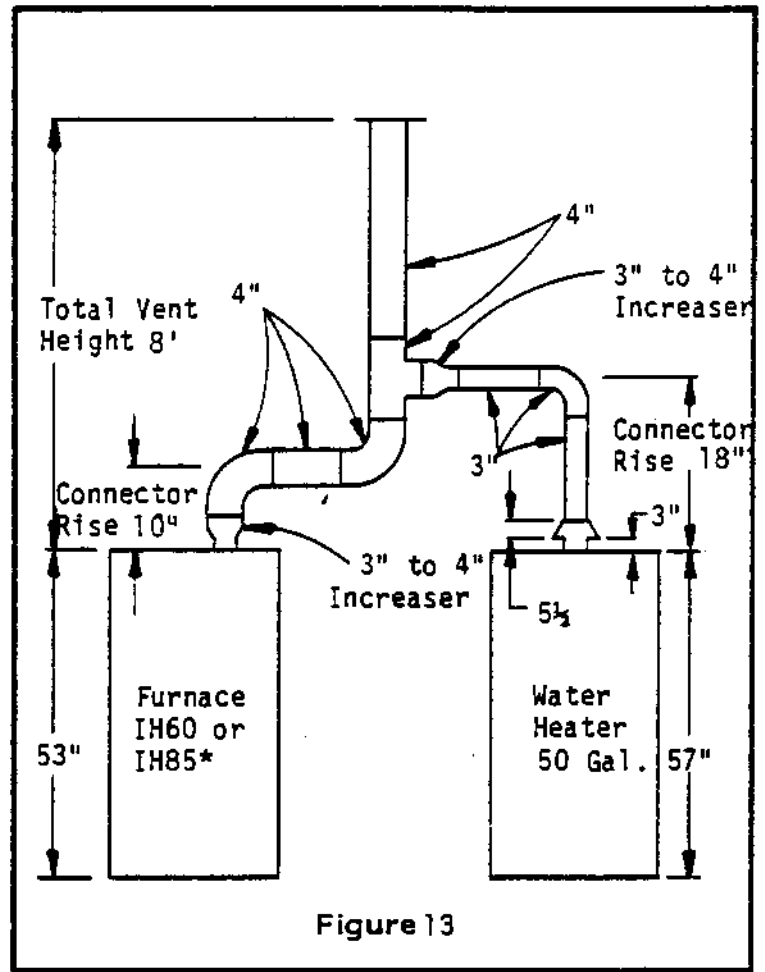 4"
3" to 4"
Increaser
Total Vent
Height 8'
4"
Connector
Rise 18"
3"
Connector
Rise 10"
3"
3" to 4"
Increaser
5½
Furnace
IH60 or
IH85*
Water
Heater
50 Gal.
53"
57"
Figure 13